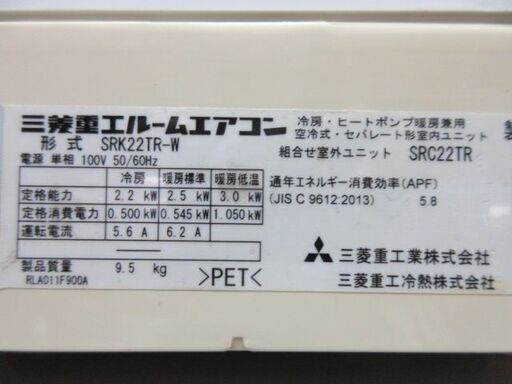 三菱重工ルームエアコン
冷房・ヒートポンプ暖房兼用
空冷式・セパレート形室内ユニット
形式 SRK22TR-W
組合せ室外ユニット SRC22TR
電源 単相 100V 50/60Hz
冷房 暖房標準 暖房低温
定格能力 2.2 kW 2.5 kW 3.0 kW
定格消費電力 0.500 kW 0.545 kW 1.050 kW
運転電流 5.6 A 6.2 A
通年エネルギー消費効率(APF)
(JIS C 9612:2013) 5.8
製品質量 9.5 kg
RLA011F900A
>PET<
三菱重工業株式会社
三菱重工冷熱株式会社
製